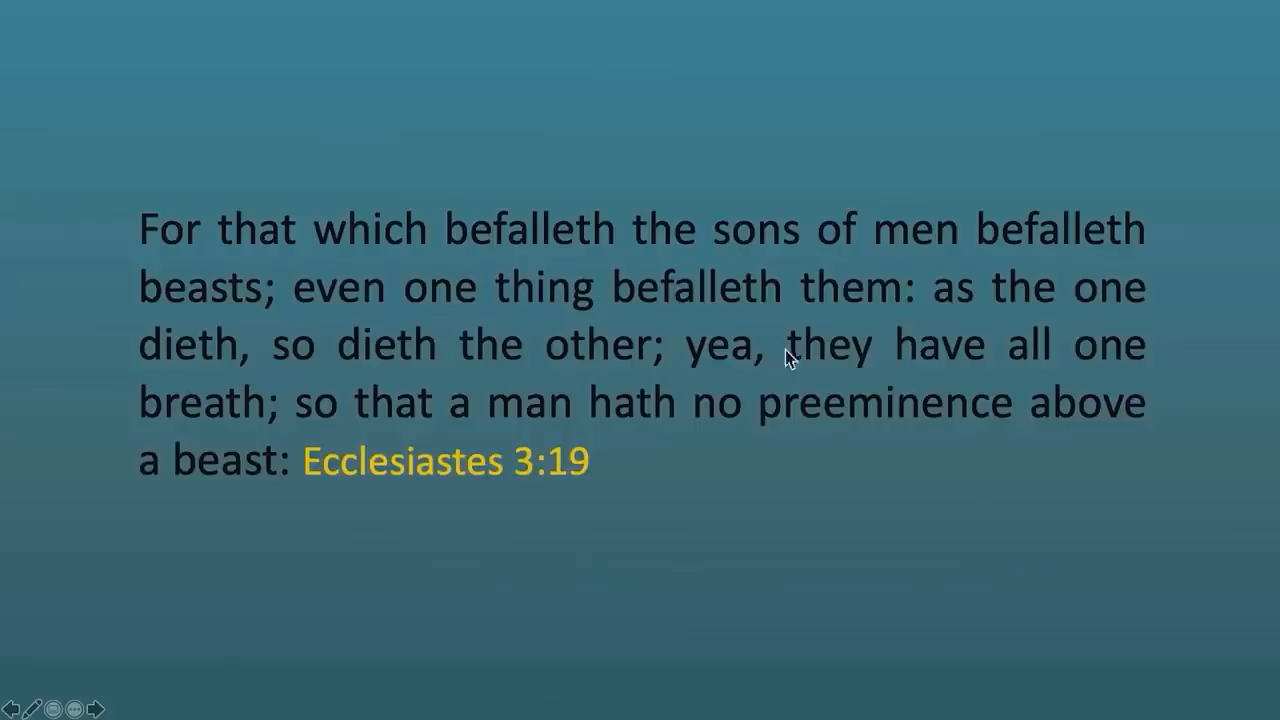 For that which befalleth the sons of men befalleth
beasts; even one thing befalleth them: as the one
dieth, so dieth the other; yea, they have all one
breath; so that a man hath no preeminence above
a beast: Ecclesiastes 3:19